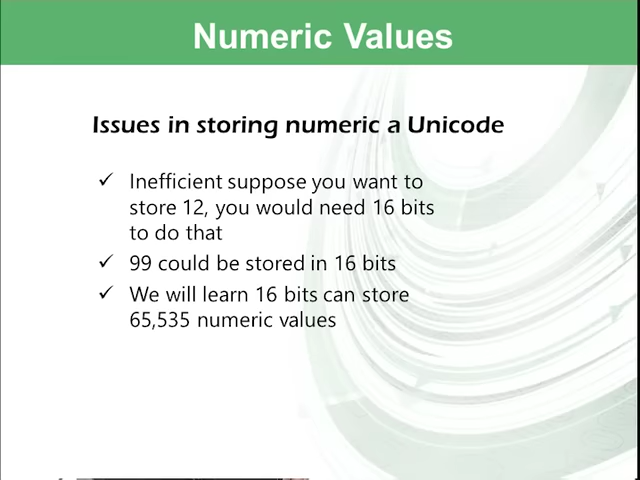 Numeric Values
Issues in storing numeric a Unicode
✓ Inefficient suppose you want to
store 12, you would need 16 bits
to do that
✓ 99 could be stored in 16 bits
✓ We will learn 16 bits can store
65,535 numeric values